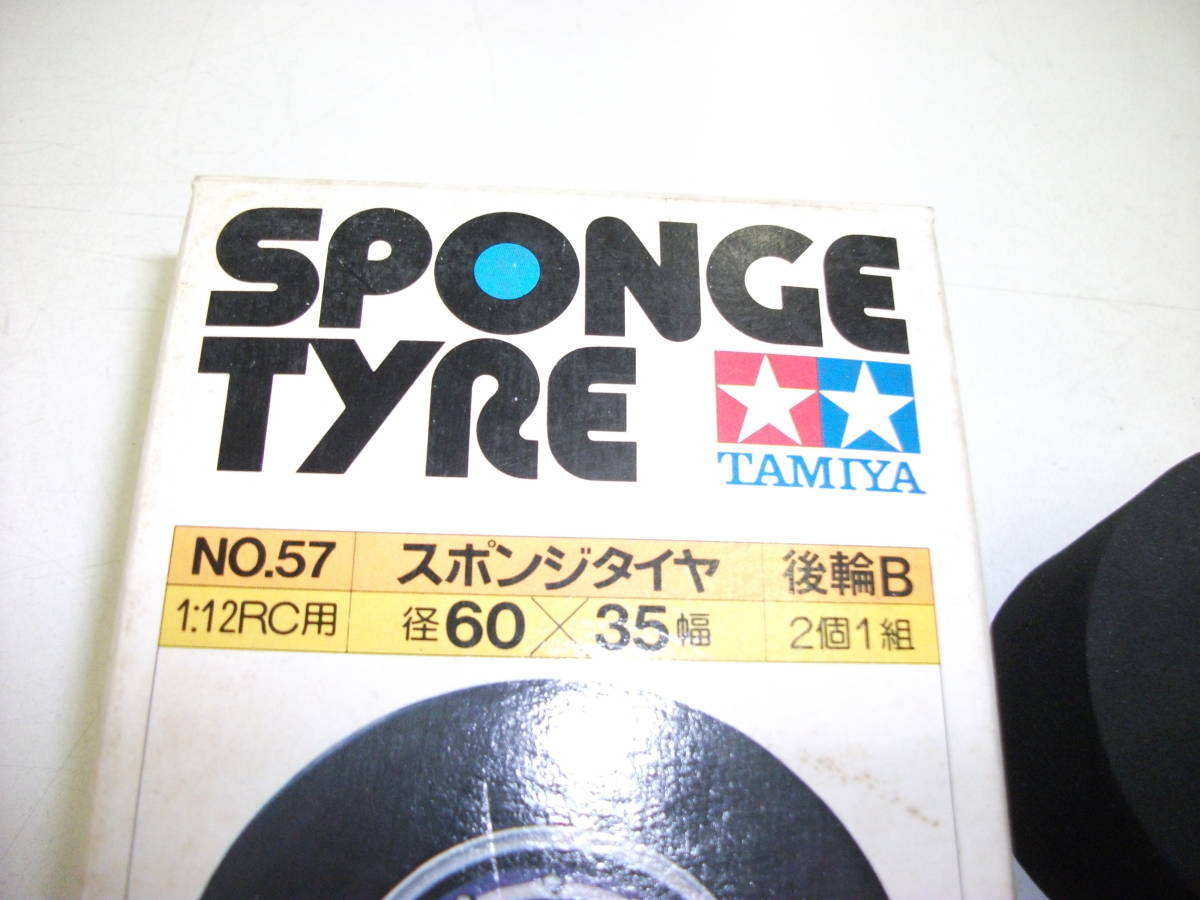 SPONGE
TYRE
TAMIYA
NO.57 スポンジタイヤ 後輪B
1:12RC用 径60×35幅 2個1組